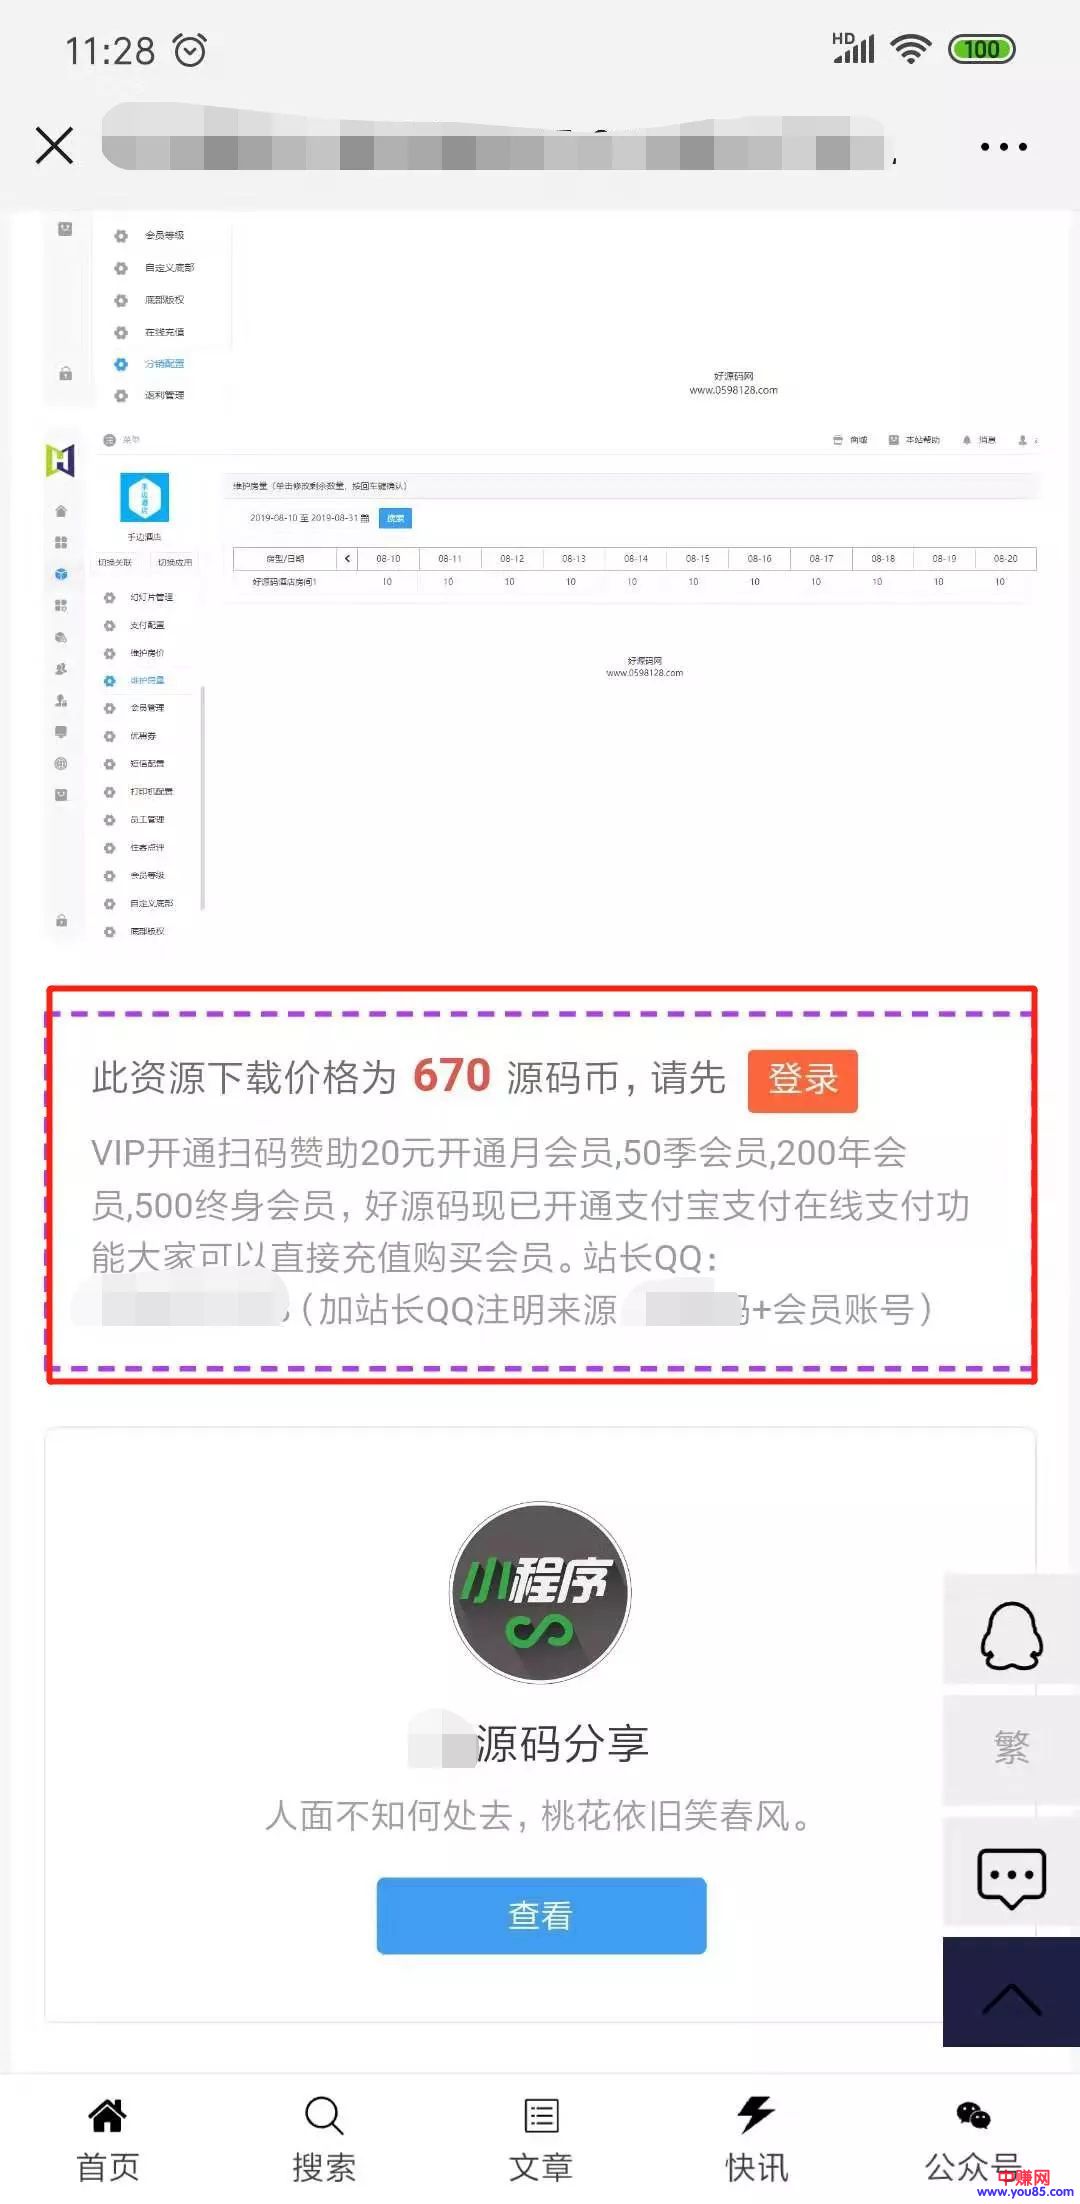 11:28
HD
100
会员等级
自定义底部
底部版权
在线充值
分销配置
返利管理
好源码网
www.0598128.com
菜单
商城
本站帮助
消息
手边酒店
手边酒店
切换关联
切换应用
维护房量（单击修改剩余数量，按回车键确认）
2019-08-10 至 2019-08-31
搜索
房型/日期 08-10 08-11 08-12 08-13 08-14 08-15 08-16 08-17 08-18 08-19 08-20
好源码酒店房间1 10 10 10 10 10 10 10 10 10 10 10
幻灯片管理
支付配置
维护房价
维护房量
会员管理
优惠券
短信配置
打印机配置
员工管理
住客点评
会员等级
自定义底部
底部版权
好源码网
www.0598128.com
此资源下载价格为 670 源码币，请先 登录
VIP开通扫码赞助20元开通月会员,50季会员,200年会
员,500终身会员，好源码现已开通支付宝支付在线支付功
能大家可以直接充值购买会员。站长QQ：
（加站长QQ注明来源
码+会员账号）
小程序
源码分享
人面不知何处去，桃花依旧笑春风。
查看
繁
首页
搜索
文章
快讯
公众号
中赚网
www.you85.com